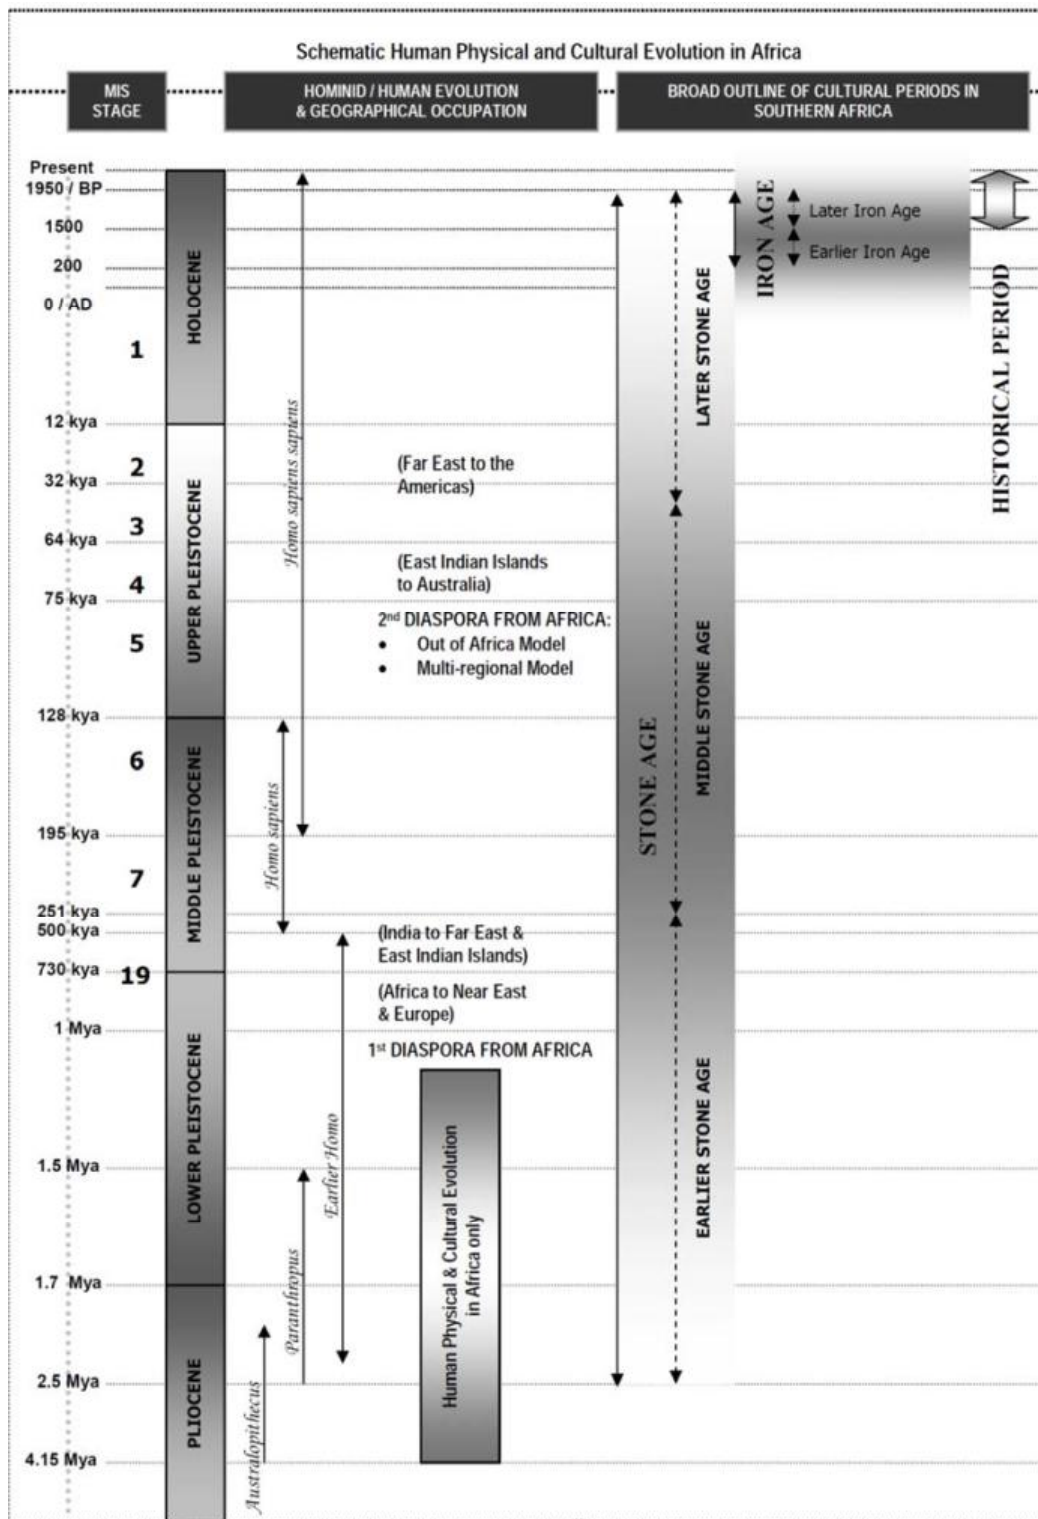 Schematic Human Physical and Cultural Evolution in Africa
MIS
STAGE
HOMINID / HUMAN EVOLUTION
& GEOGRAPHICAL OCCUPATION
BROAD OUTLINE OF CULTURAL PERIODS IN
SOUTHERN AFRICA
Present
1950 / BP
1500
200
0 / AD
12 kya
32 kya
64 kya
75 kya
128 kya
195 kya
251 kya
500 kya
730 kya
1 Mya
1.5 Mya
1.7 Mya
2.5 Mya
4.15 Mya
1
2
3
4
5
6
7
19
HOLOCENE
UPPER PLEISTOCENE
MIDDLE PLEISTOCENE
LOWER PLEISTOCENE
PLIOCENE
Homo sapiens sapiens
Homo sapiens
Earlier Homo
Paranthropus
Australopithecus
(Far East to the
Americas)
(East Indian Islands
to Australia)
2nd DIASPORA FROM AFRICA:
• Out of Africa Model
• Multi-regional Model
(India to Far East &
East Indian Islands)
(Africa to Near East
& Europe)
1st DIASPORA FROM AFRICA
Human Physical & Cultural Evolution
in Africa only
STONE AGE
LATER STONE AGE
MIDDLE STONE AGE
EARLIER STONE AGE
IRON AGE
Later Iron Age
Earlier Iron Age
HISTORICAL PERIOD